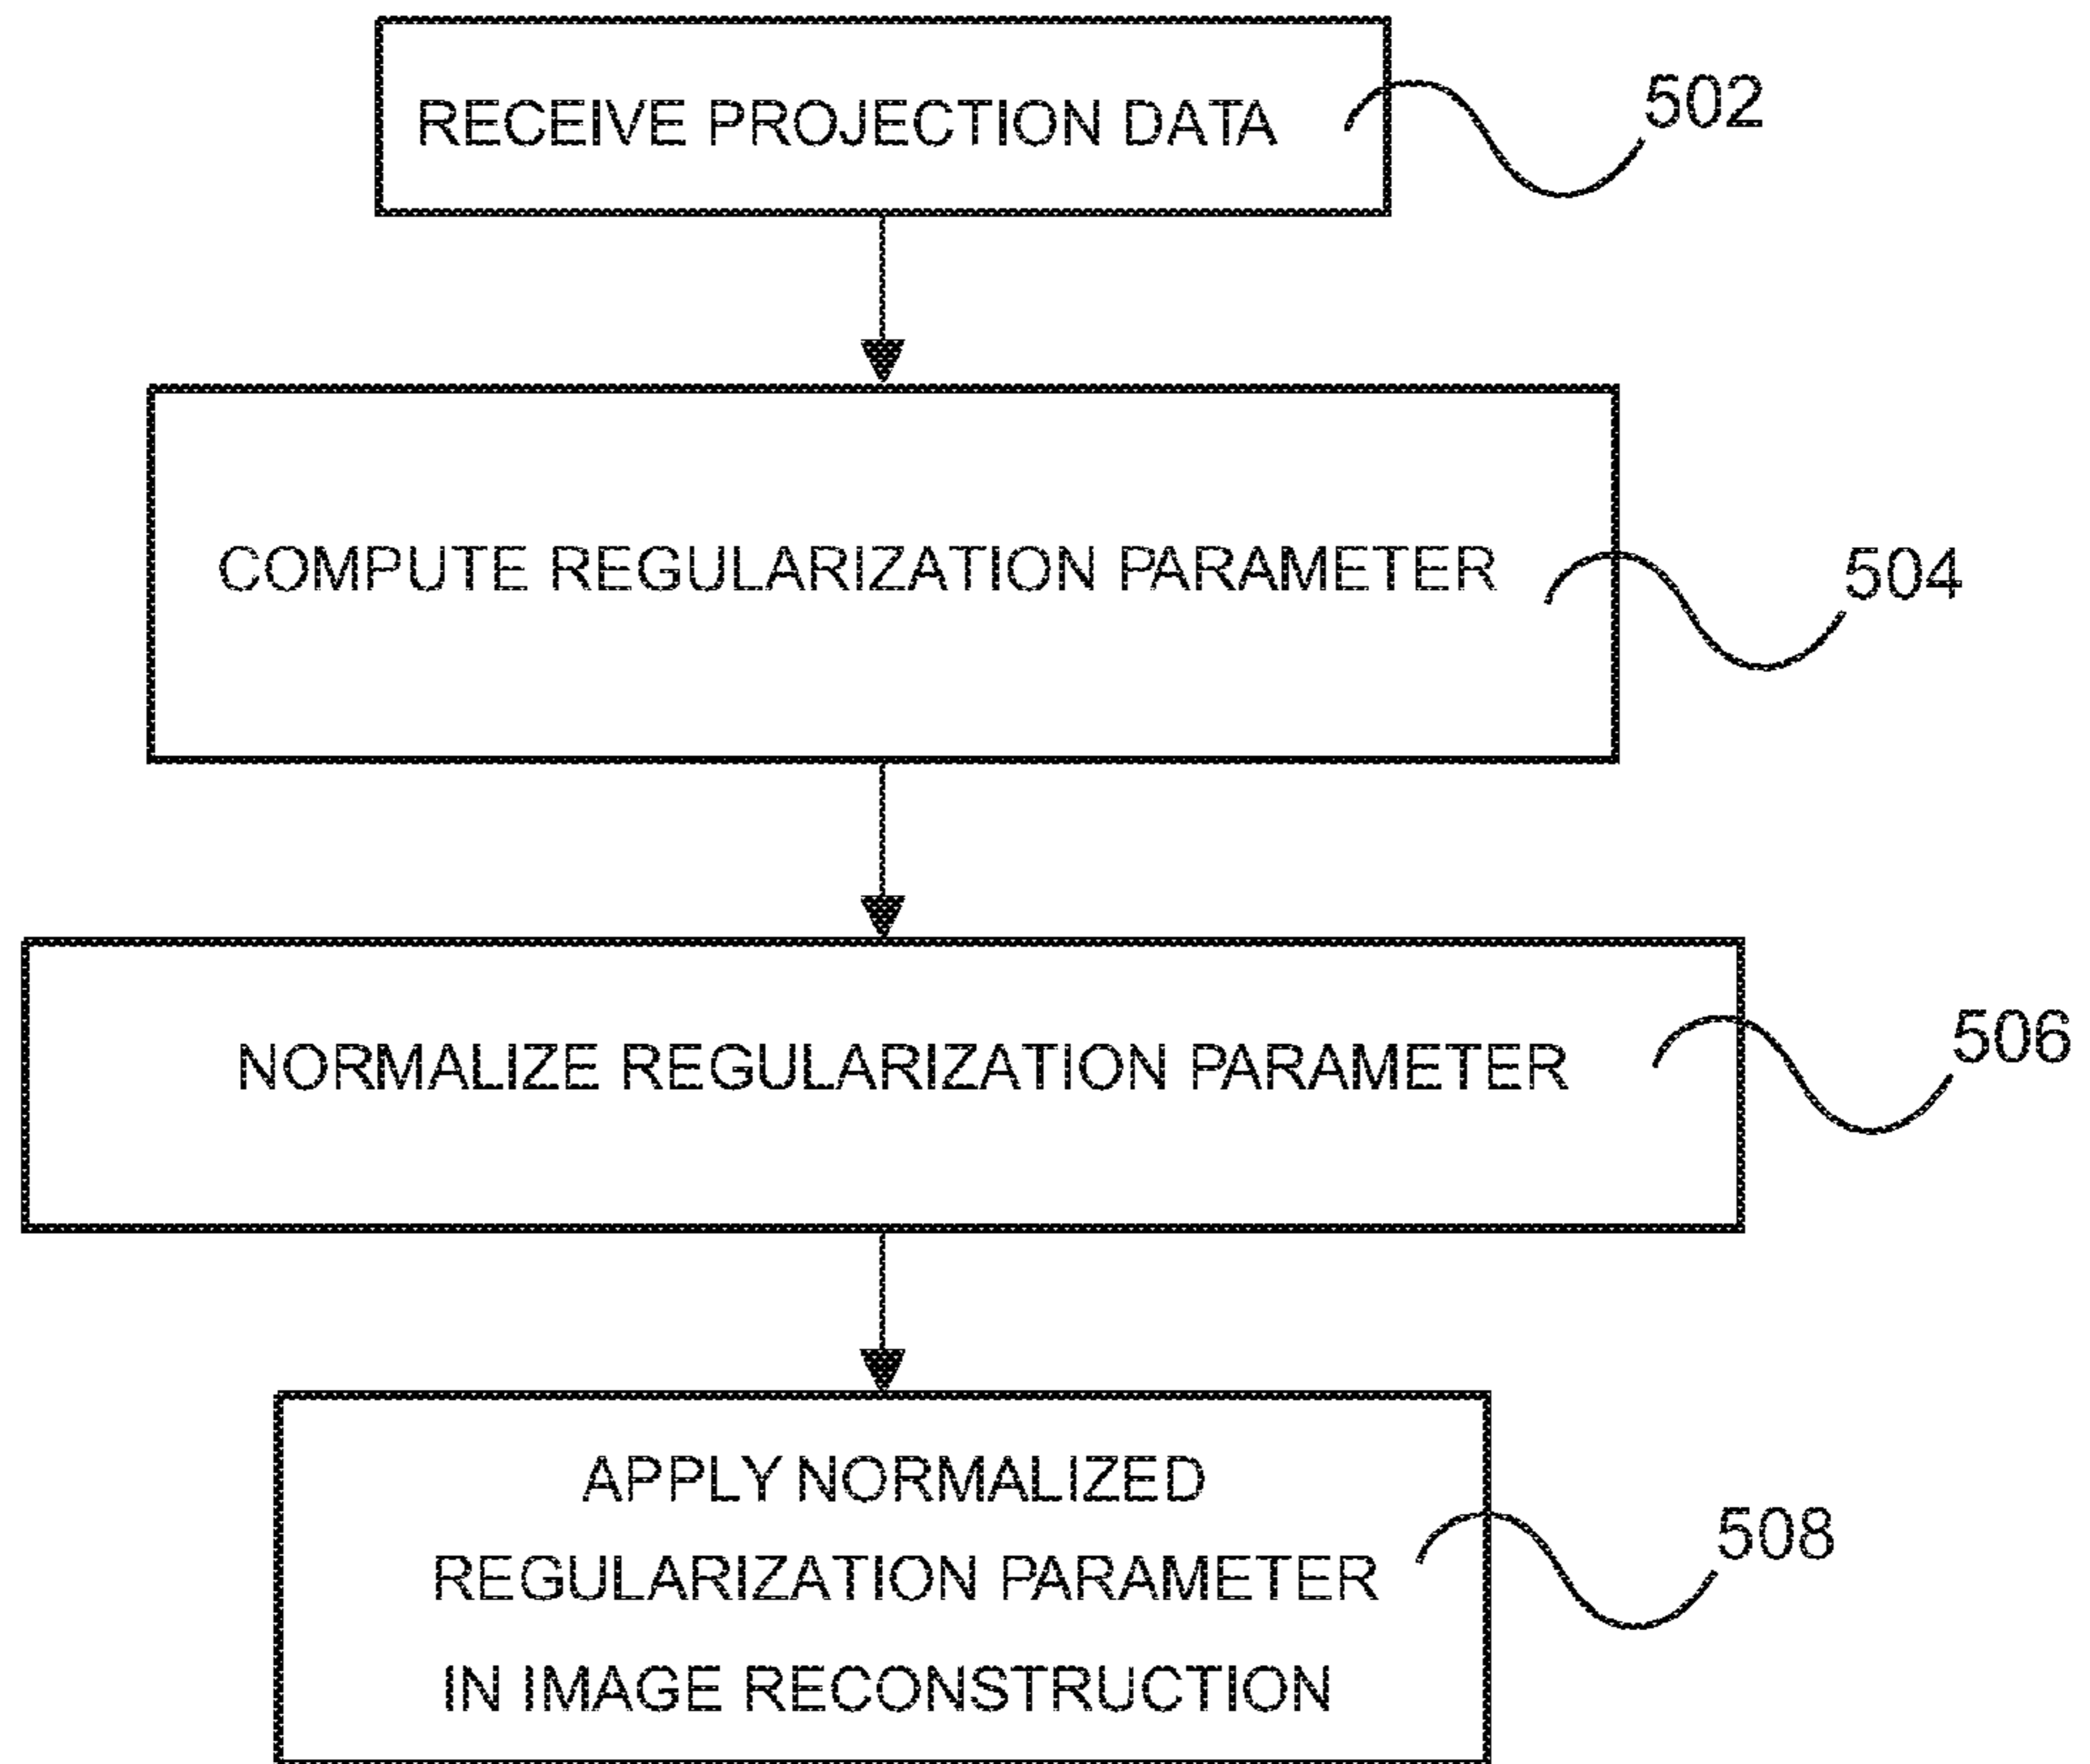 RECEIVE PROJECTION DATA
502
COMPUTE REGULARIZATION PARAMETER
504
NORMALIZE REGULARIZATION PARAMETER
506
APPLY NORMALIZED
REGULARIZATION PARAMETER
IN IMAGE RECONSTRUCTION
508